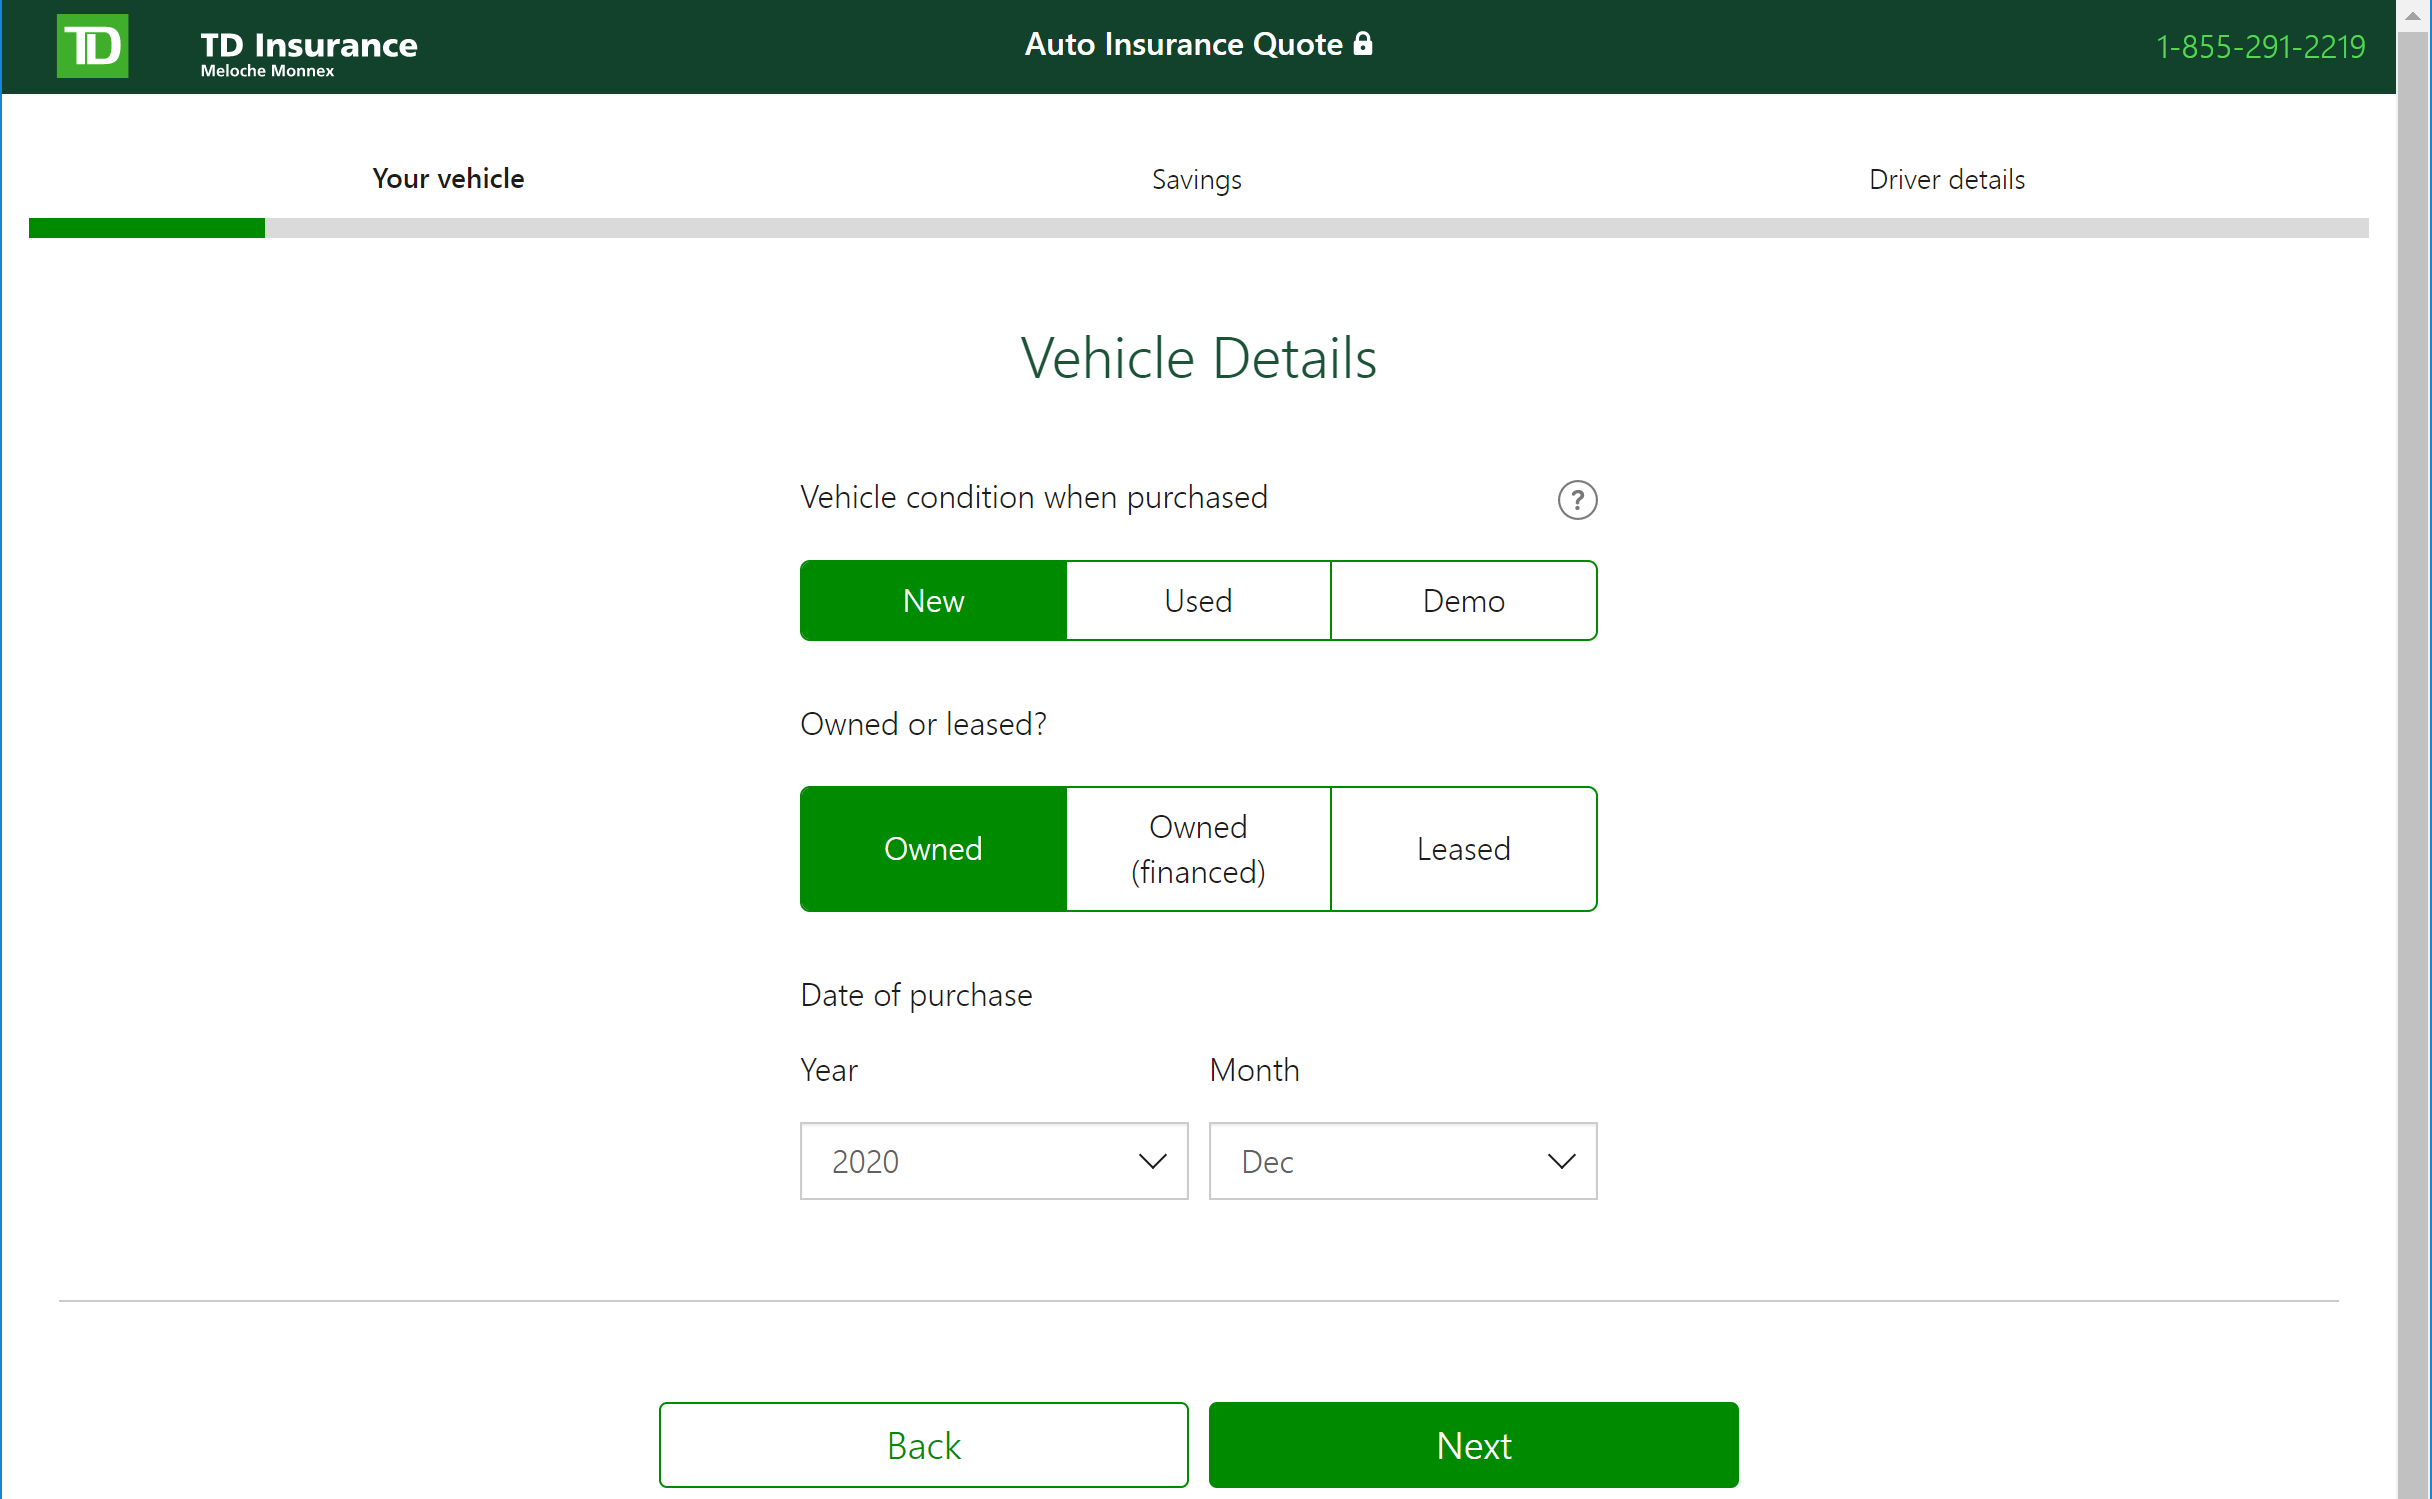 TD
TD Insurance
Meloche Monnex
Auto Insurance Quote
1-855-291-2219
Your vehicle
Savings
Driver details
Vehicle Details
Vehicle condition when purchased
?
New
Used
Demo
Owned or leased?
Owned
Owned
(financed)
Leased
Date of purchase
Year
Month
2020
Dec
Back
Next